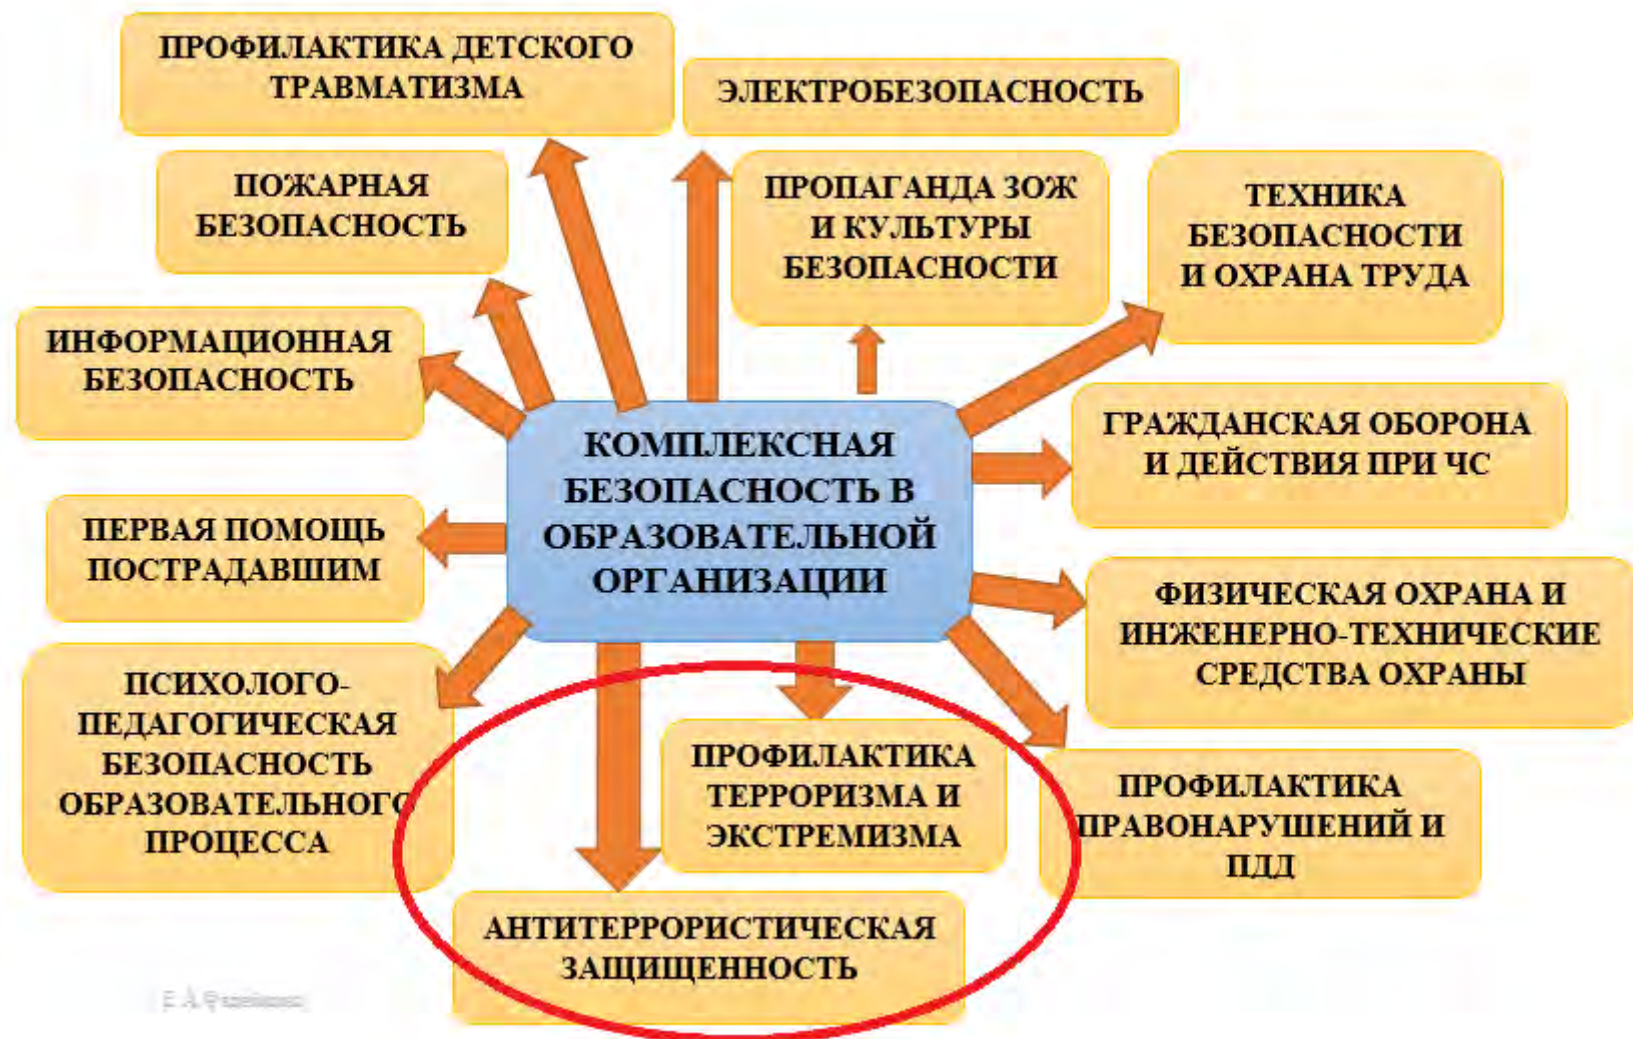 ПРОФИЛАКТИКА ДЕТСКОГО
ТРАВМАТИЗМА
ЭЛЕКТРОБЕЗОПАСНОСТЬ
ПОЖАРНАЯ
БЕЗОПАСНОСТЬ
ПРОПАГАНДА ЗОЖ
И КУЛЬТУРЫ
БЕЗОПАСНОСТИ
ТЕХНИКА
БЕЗОПАСНОСТИ
И ОХРАНА ТРУДА
ИНФОРМАЦИОННАЯ
БЕЗОПАСНОСТЬ
КОМПЛЕКСНАЯ
БЕЗОПАСНОСТЬ В
ОБРАЗОВАТЕЛЬНОЙ
ОРГАНИЗАЦИИ
ГРАЖДАНСКАЯ ОБОРОНА
И ДЕЙСТВИЯ ПРИ ЧС
ПЕРВАЯ ПОМОЩЬ
ПОСТРАДАВШИМ
ФИЗИЧЕСКАЯ ОХРАНА И
ИНЖЕНЕРНО-ТЕХНИЧЕСКИЕ
СРЕДСТВА ОХРАНЫ
ПСИХОЛОГО-
ПЕДАГОГИЧЕСКАЯ
БЕЗОПАСНОСТЬ
ОБРАЗОВАТЕЛЬНОГО
ПРОЦЕССА
ПРОФИЛАКТИКА
ТЕРРОРИЗМА И
ЭКСТРЕМИЗМА
ПРОФИЛАКТИКА
ПРАВОНАРУШЕНИЙ И
ПДД
АНТИТЕРРОРИСТИЧЕСКАЯ
ЗАЩИЩЕННОСТЬ